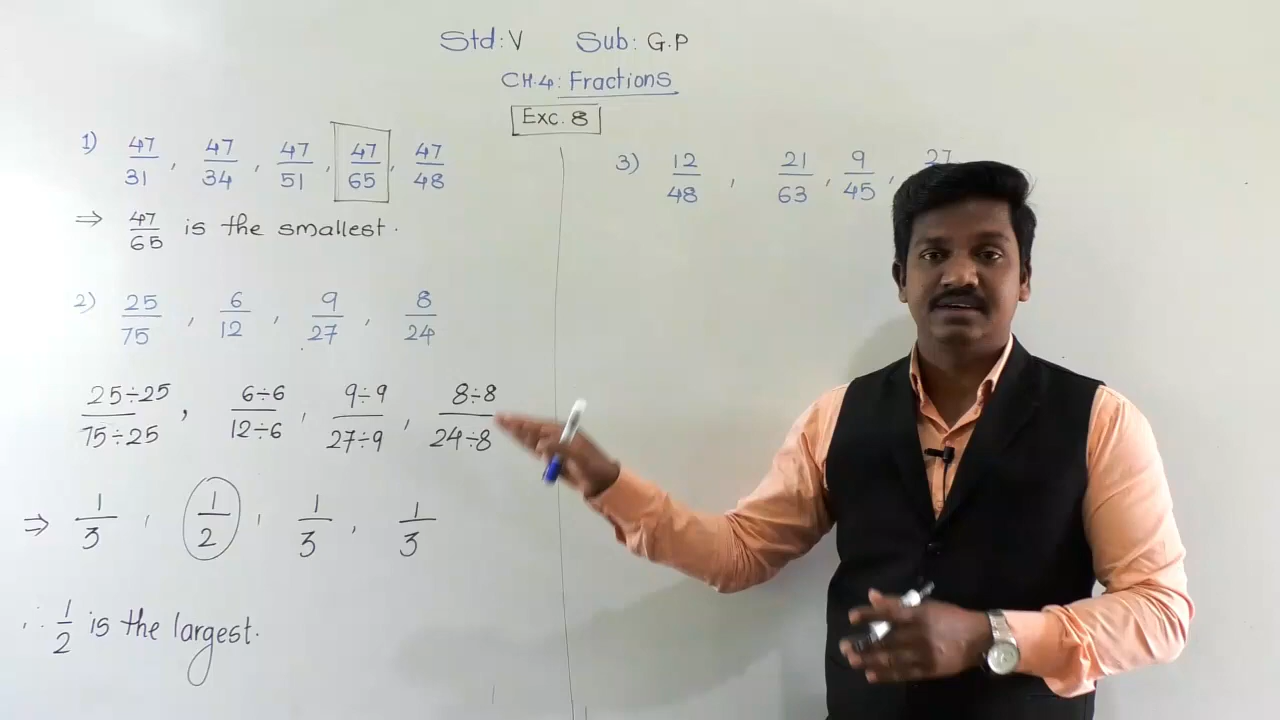 Std: V Sub: G.P
CH.4: Fractions
Exc. 8
1) 47/31 , 47/34 , 47/51 , 47/65 , 47/48
⇒ 47/65 is the smallest.
2) 25/75 , 6/12 , 9/27 , 8/24
25÷25/75÷25 , 6÷6/12÷6 , 9÷9/27÷9 , 8÷8/24÷8
⇒ 1/3 , 1/2 , 1/3 , 1/3
∴ 1/2 is the largest.
3) 12/48 , 21/63 , 9/45 , 27